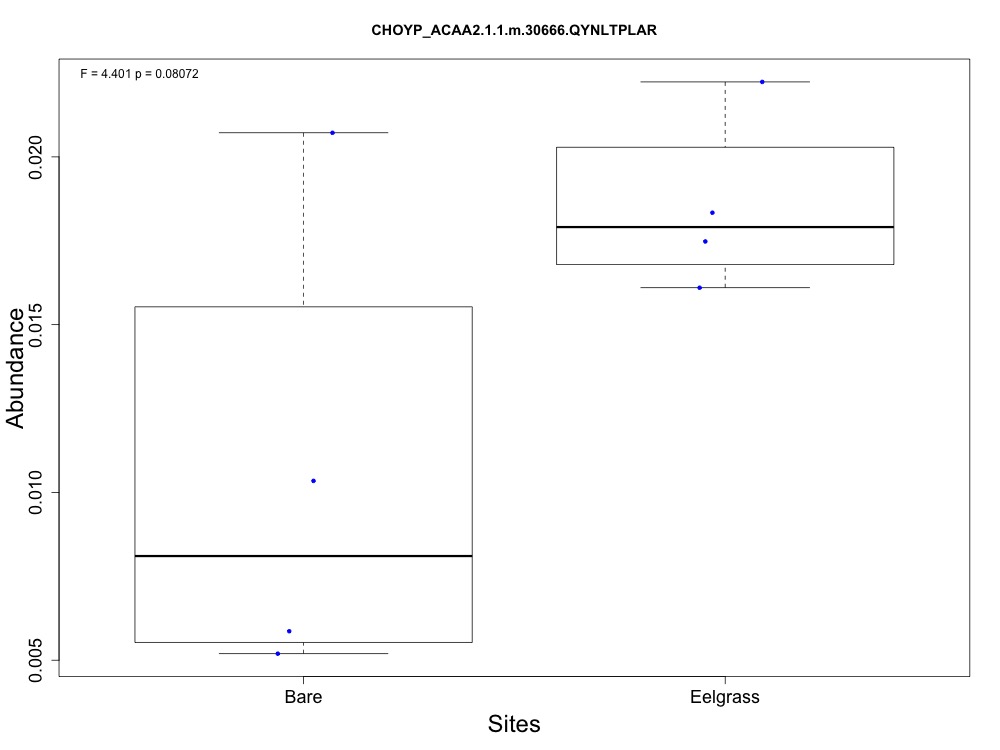 CHOYP_ACAA2.1.1.m.30666.QYNLTPLAR
F = 4.401 p = 0.08072
0.020
0.015
0.010
0.005
Abundance
Bare
Eelgrass
Sites